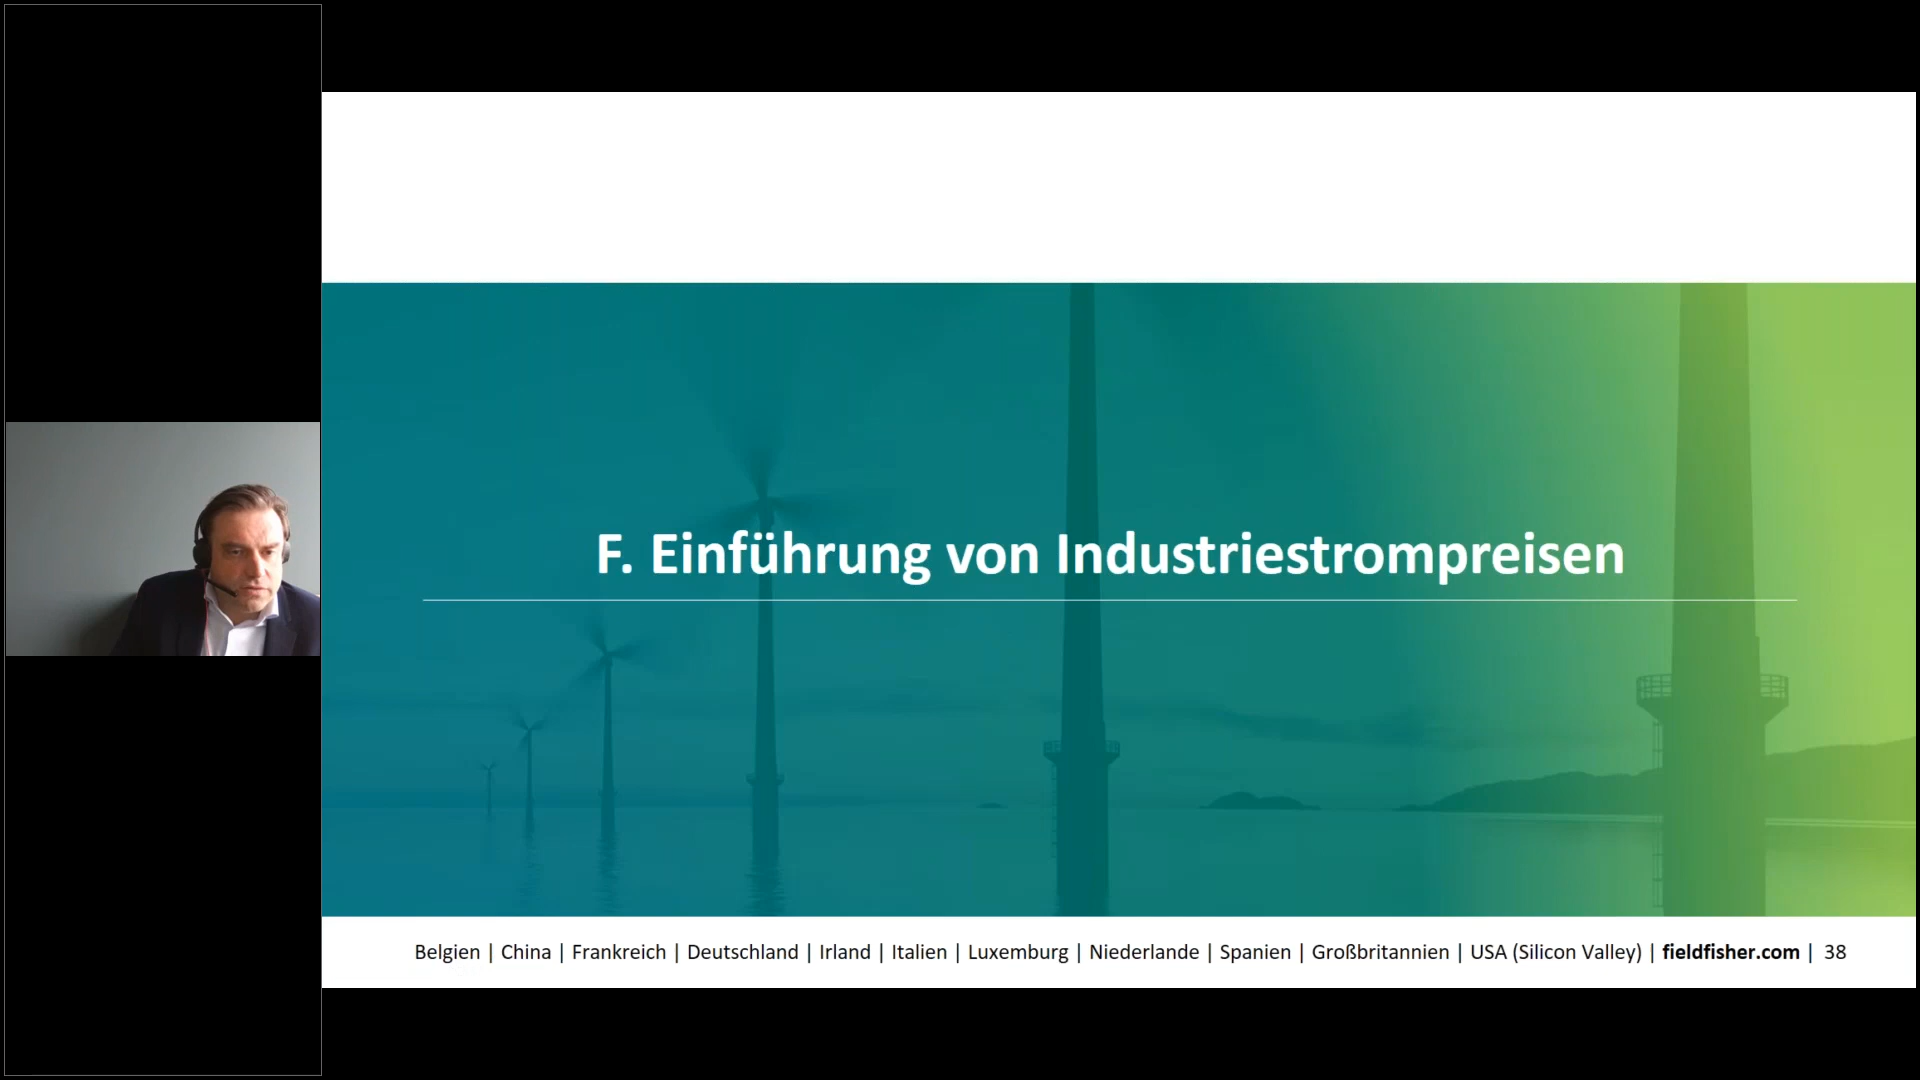 F. Einführung von Industriestrompreisen
Belgien | China | Frankreich | Deutschland | Irland | Italien | Luxemburg | Niederlande | Spanien | Großbritannien | USA (Silicon Valley) | fieldfisher.com | 38